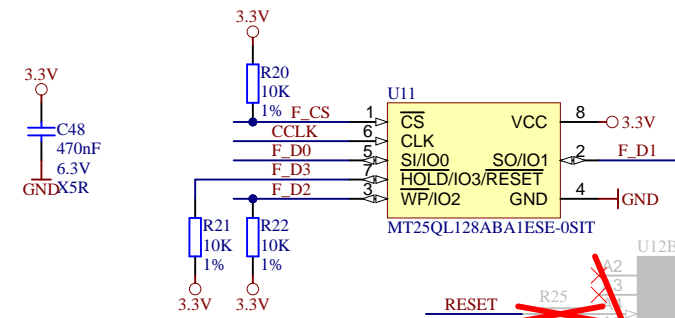 3.3V
3.3V
R20
10K
1%
C48
470nF
6.3V
X5R
GND
U11
F_CS
1
CS
VCC
8
3.3V
CCLK
6
CLK
F_D0
5
SI/IO0
SO/IO1
2
F_D1
F_D3
7
HOLD/IO3/RESET
F_D2
3
WP/IO2
GND
4
GND
MT25QL128ABA1ESE-0SIT
R21
10K
1%
R22
10K
1%
3.3V
3.3V
U12B
A2
RESET
R25